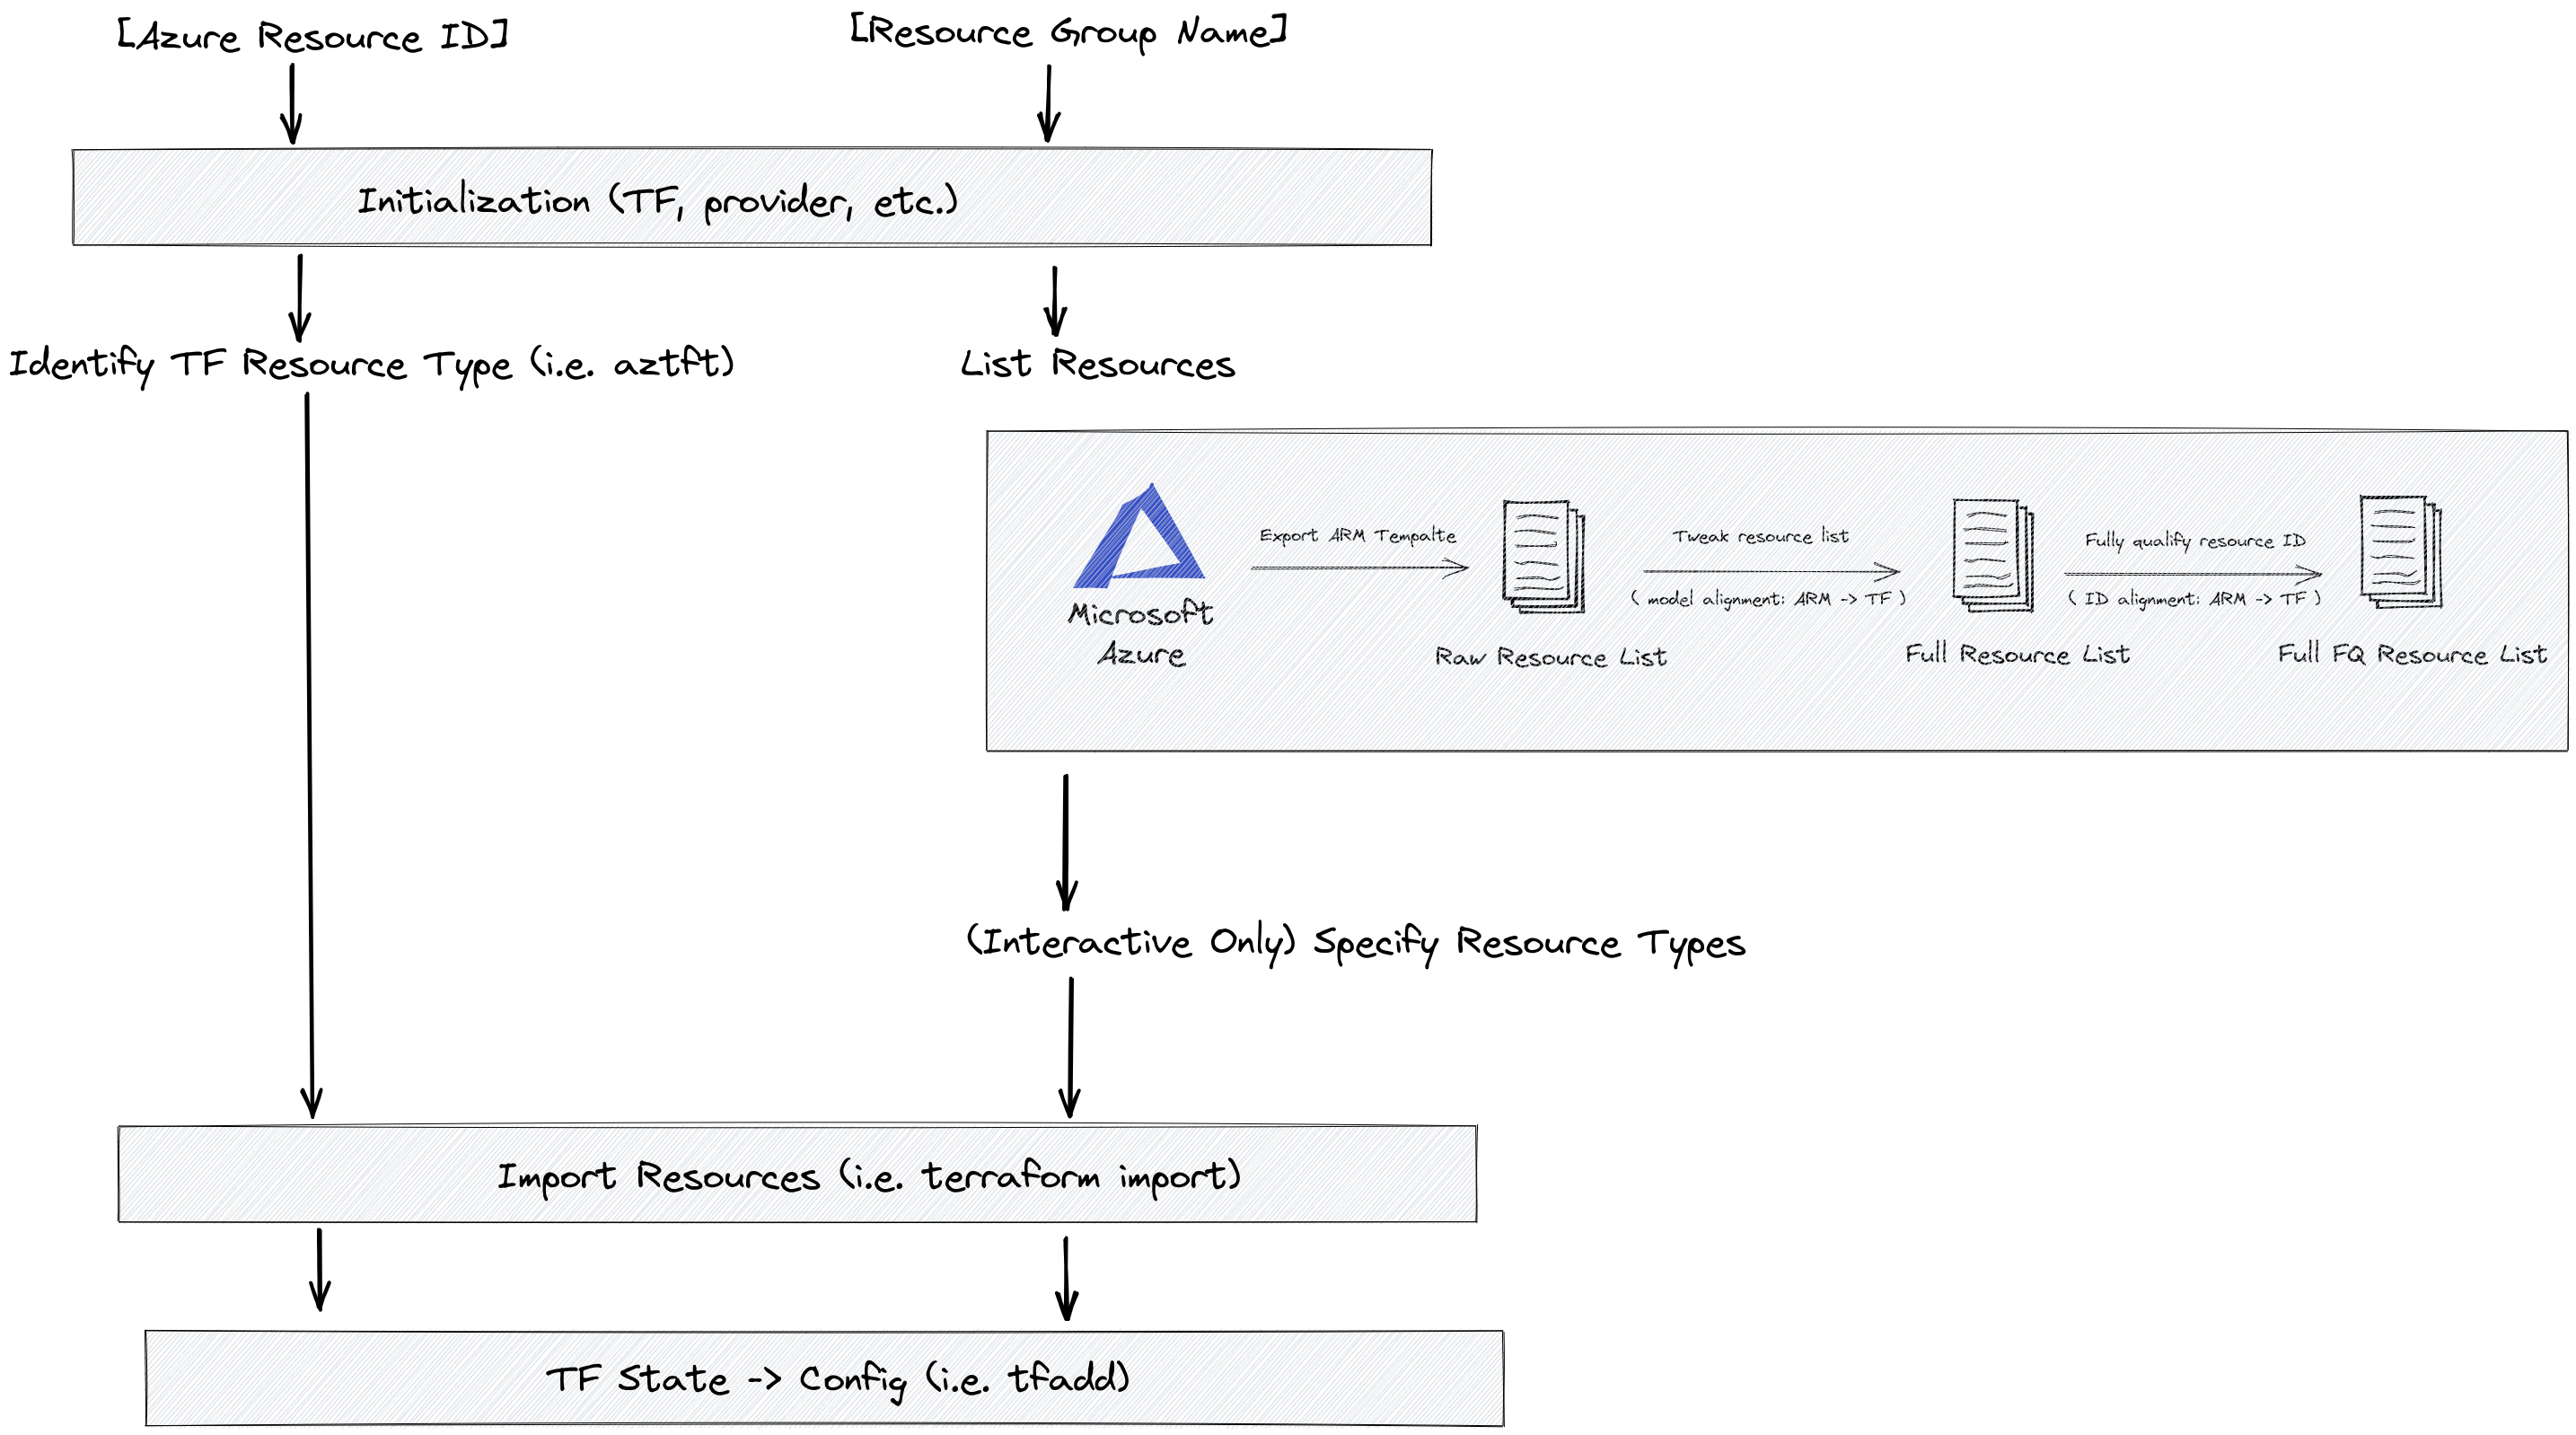 [Azure Resource ID]
[Resource Group Name]
Initialization (TF, provider, etc.)
Identify TF Resource Type (i.e. aztft)
List Resources
Export ARM Tempalte
Tweak resource list
Fully qualify resource ID
( model alignment: ARM -> TF )
( ID alignment: ARM -> TF )
Microsoft
Azure
Raw Resource List
Full Resource List
Full FQ Resource List
(Interactive Only) Specify Resource Types
Import Resources (i.e. terraform import)
TF State -> Config (i.e. tfadd)